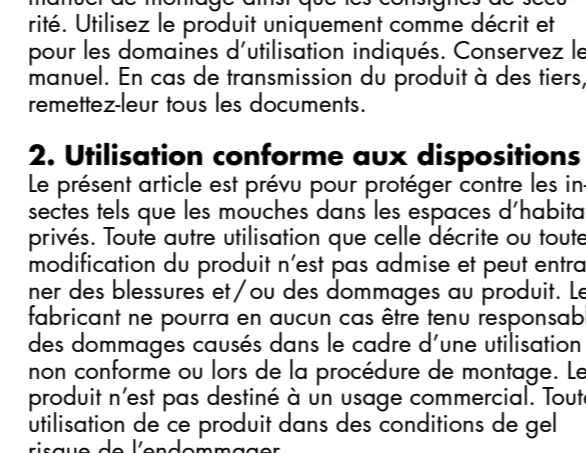 manuel de montage ainsi que les consignes de sécu-
rité. Utilisez le produit uniquement comme décrit et
pour les domaines d’utilisation indiqués. Conservez le
manuel. En cas de transmission du produit à des tiers,
remettez-leur tous les documents.
2. Utilisation conforme aux dispositions
Le présent article est prévu pour protéger contre les in-
sectes tels que les mouches dans les espaces d’habita
privés. Toute autre utilisation que celle décrite ou toute
modification du produit n’est pas admise et peut entra
ner des blessures et/ou des dommages au produit. Le
fabricant ne pourra en aucun cas être tenu responsabl
des dommages causés dans le cadre d’une utilisation
non conforme ou lors de la procédure de montage. Le
produit n’est pas destiné à un usage commercial. Toute
utilisation de ce produit dans des conditions de gel
risque de l’endommager.